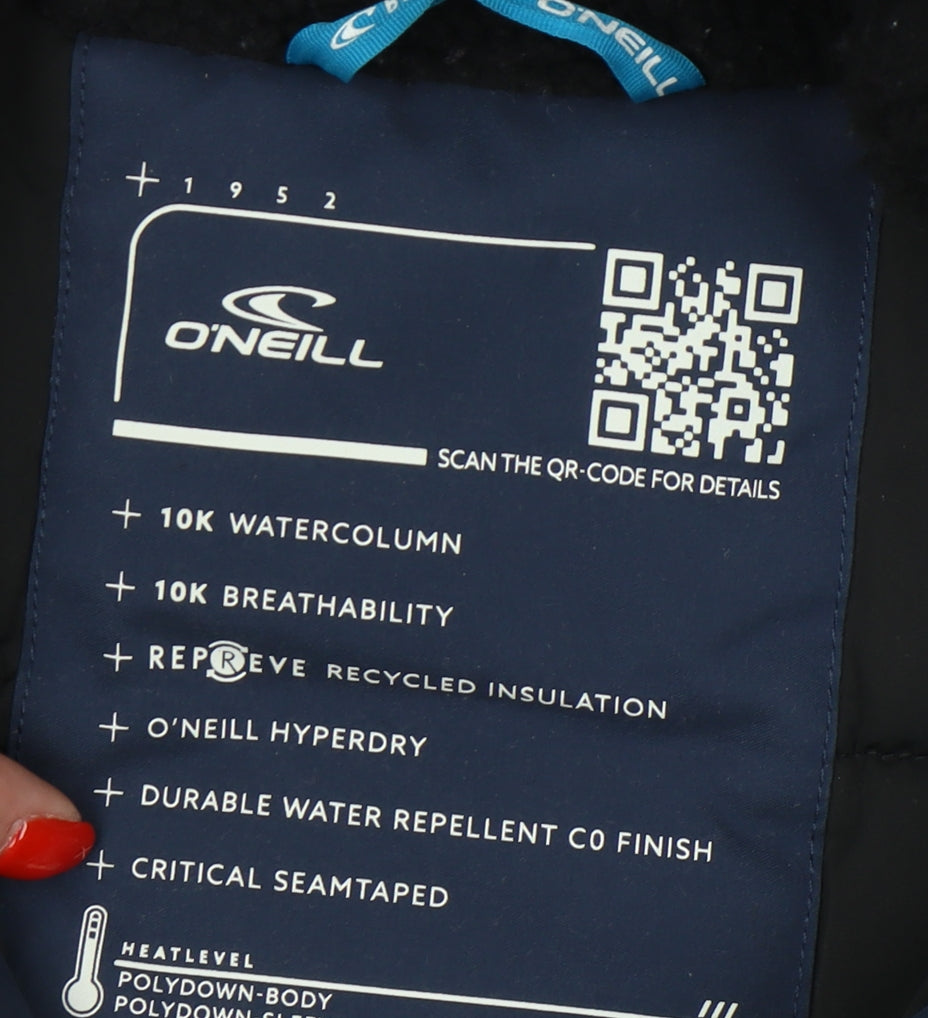 O'NEILL
+ 1 9 5 2
O'NEILL
SCAN THE QR-CODE FOR DETAILS
+ 10K WATERCOLUMN
+ 10K BREATHABILITY
+ REPREVE RECYCLED INSULATION
+ O'NEILL HYPERDRY
+ DURABLE WATER REPELLENT C0 FINISH
+ CRITICAL SEAMTAPED
HEATLEVEL
POLYDOWN-BODY
POLYDOWN